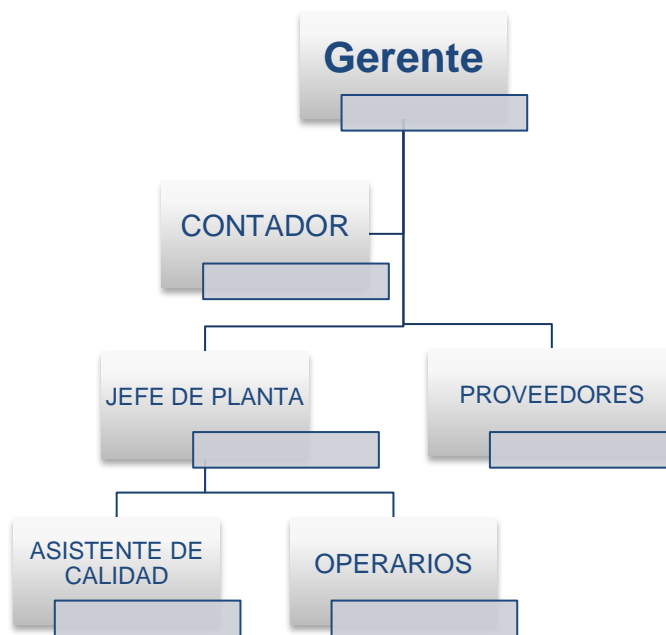 Gerente
CONTADOR
JEFE DE PLANTA
PROVEEDORES
ASISTENTE DE
CALIDAD
OPERARIOS